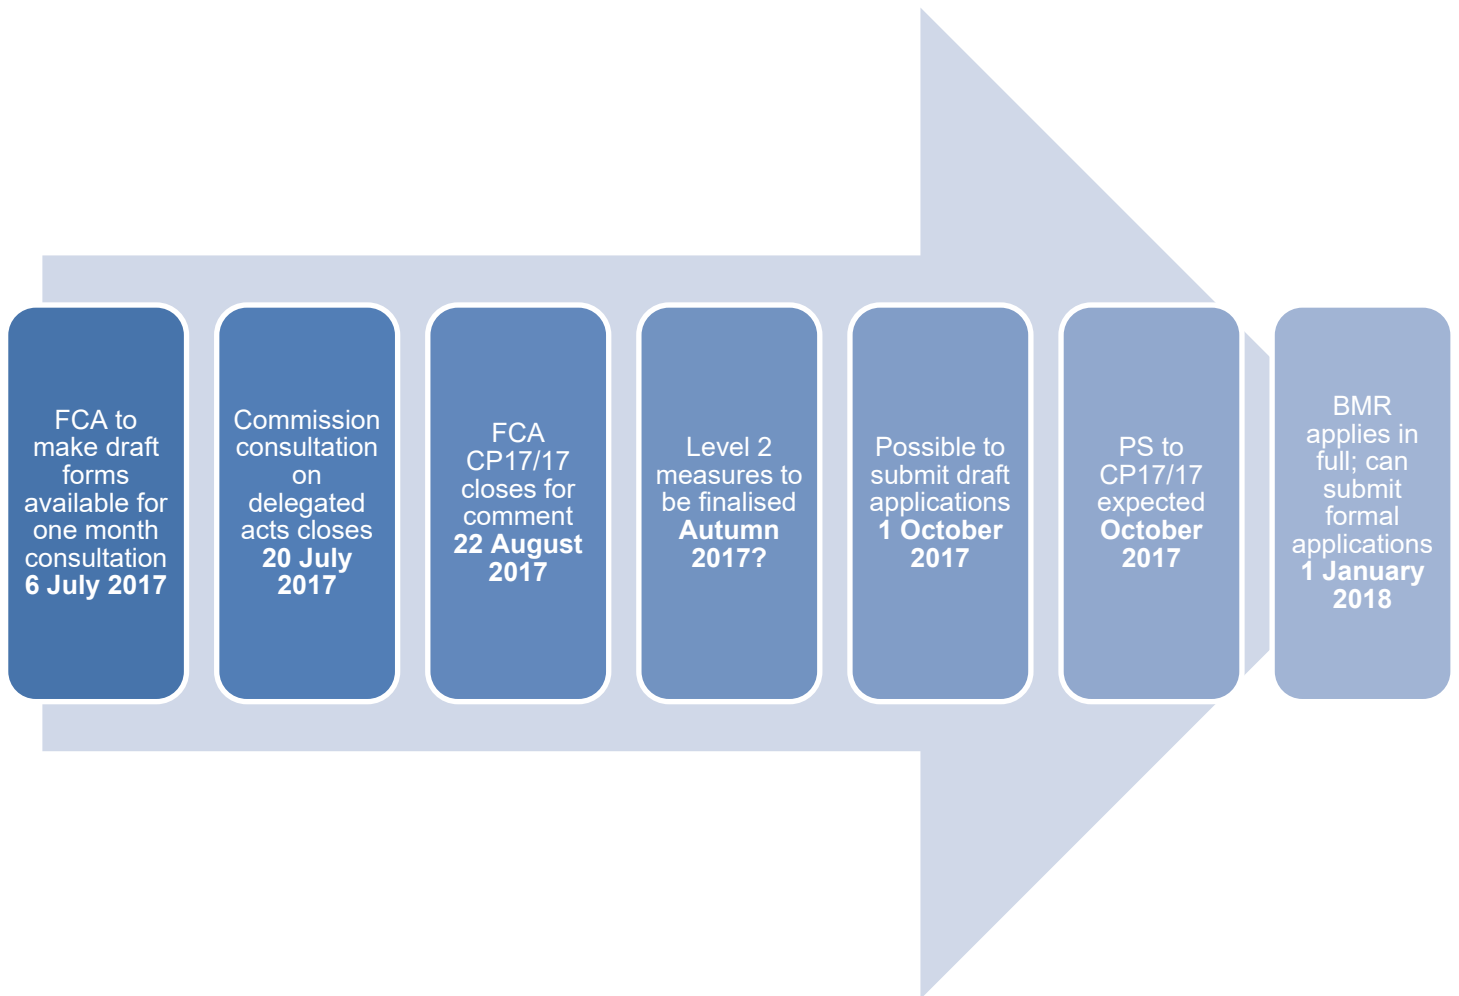 FCA to
make draft
forms
available for
one month
consultation
6 July 2017
Commission
consultation
on
delegated
acts closes
20 July
2017
FCA
CP17/17
closes for
comment
22 August
2017
Level 2
measures to
be finalised
Autumn
2017?
Possible to
submit draft
applications
1 October
2017
PS to
CP17/17
expected
October
2017
BMR
applies in
full; can
submit
formal
applications
1 January
2018